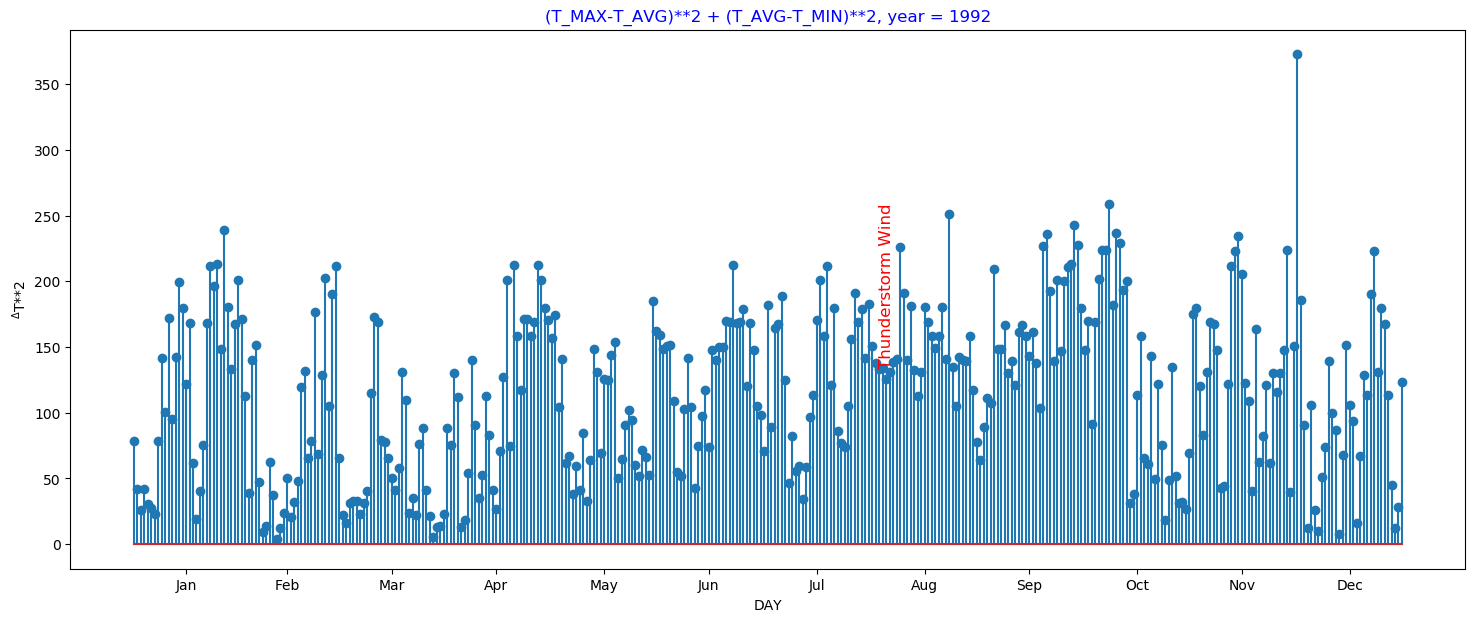 (T_MAX-T_AVG)**2 + (T_AVG-T_MIN)**2, year = 1992
ΔT**2
350
300
250
200
150
100
50
0
Thunderstorm Wind
Jan Feb Mar Apr May Jun Jul Aug Sep Oct Nov Dec
DAY